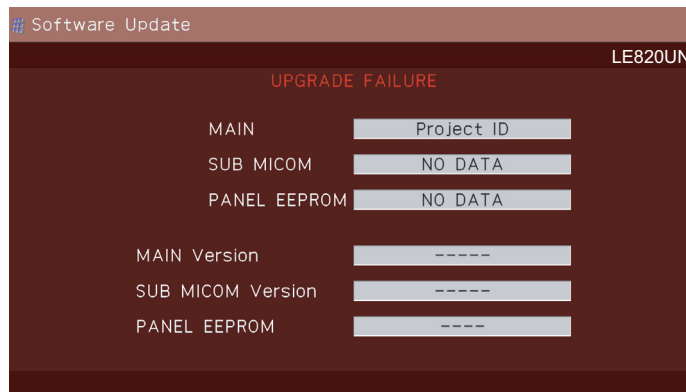 # Software Update
LE820UN
UPGRADE FAILURE
MAIN Project ID
SUB MICOM NO DATA
PANEL EEPROM NO DATA
MAIN Version -----
SUB MICOM Version -----
PANEL EEPROM ----